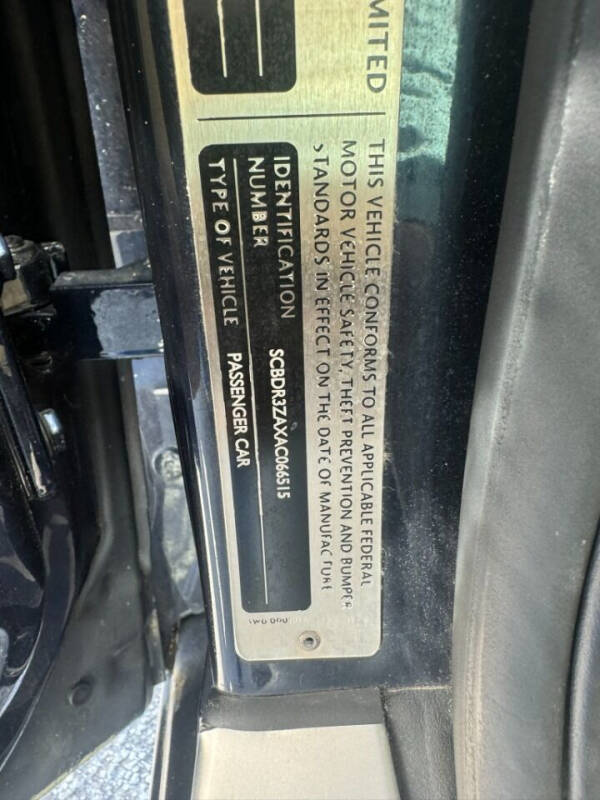 MITED
THIS VEHICLE CONFORMS TO ALL APPLICABLE FEDERAL
MOTOR VEHICLE SAFETY, THEFT PREVENTION AND BUMPER
STANDARDS IN EFFECT ON THE DATE OF MANUFACTURE
IDENTIFICATION
NUMBER SCBDR3ZAXAC066515
TYPE OF VEHICLE PASSENGER CAR